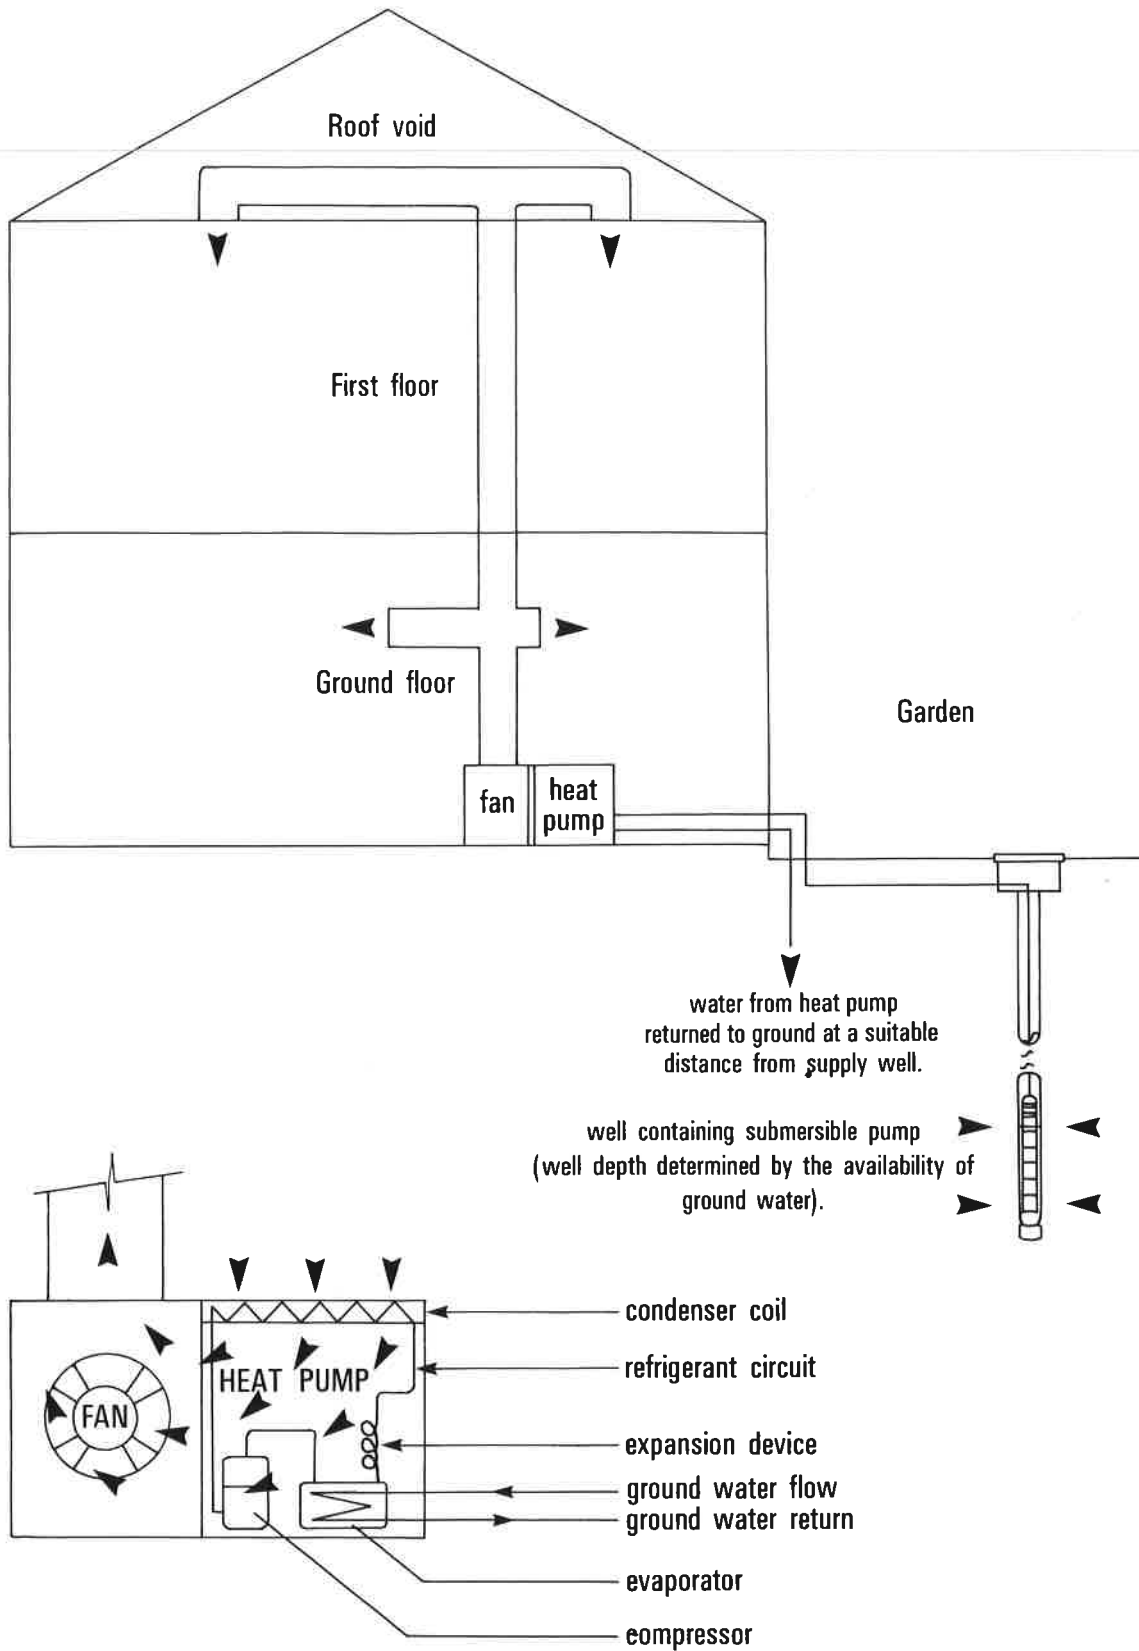 Roof void
First floor
Ground floor
Garden
fan
heat
pump
water from heat pump
returned to ground at a suitable
distance from supply well.
well containing submersible pump
(well depth determined by the availability of
ground water).
condenser coil
refrigerant circuit
HEAT PUMP
FAN
expansion device
ground water flow
ground water return
evaporator
compressor